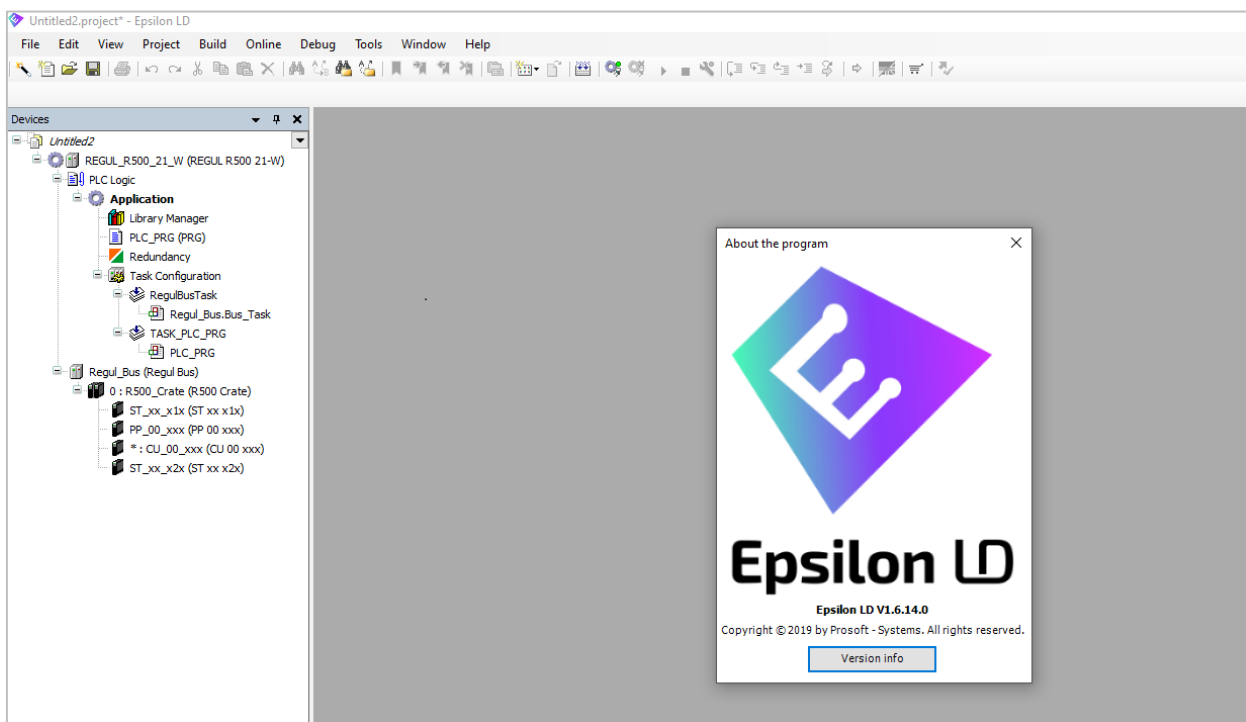 Untitled2.project* - Epsilon LD
File Edit View Project Build Online Debug Tools Window Help
Devices
Untitled2
REGUL_R500_21_W (REGUL R500 21-W)
PLC Logic
Application
Library Manager
PLC_PRG (PRG)
Redundancy
Task Configuration
RegulBusTask
Regul_Bus.Bus_Task
TASK_PLC_PRG
PLC_PRG
Regul_Bus (Regul Bus)
0 : R500_Crate (R500 Crate)
ST_xx_x1x (ST xx x1x)
PP_00_xxx (PP 00 xxx)
* : CU_00_xxx (CU 00 xxx)
ST_xx_x2x (ST xx x2x)
About the program
Epsilon LD
Epsilon LD V1.6.14.0
Copyright © 2019 by Prosoft - Systems. All rights reserved.
Version info